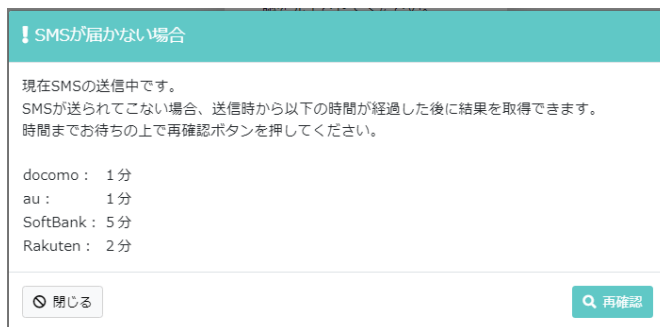 ！SMSが届かない場合
現在SMSの送信中です。
SMSが送られてこない場合、送信時から以下の時間が経過した後に結果を取得できます。
時間までお待ちの上で再確認ボタンを押してください。
docomo： 1分
au： 1分
SoftBank： 5分
Rakuten： 2分
閉じる
再確認